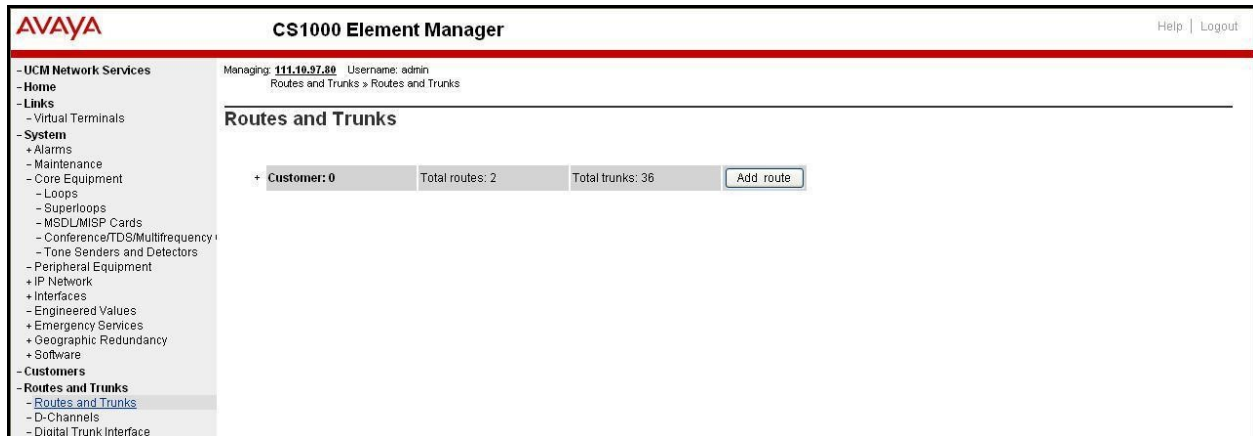 AVAYA
CS1000 Element Manager
Help | Logout
- UCM Network Services
- Home
- Links
- Virtual Terminals
- System
+ Alarms
- Maintenance
- Core Equipment
- Loops
- Superloops
- MSDL/MISP Cards
- Conference/TDS/Multifrequency
- Tone Senders and Detectors
- Peripheral Equipment
+ IP Network
+ Interfaces
- Engineered Values
+ Emergency Services
+ Geographic Redundancy
+ Software
- Customers
- Routes and Trunks
- Routes and Trunks
- D-Channels
- Digital Trunk Interface
Managing: 111.10.97.80 Username: admin
Routes and Trunks » Routes and Trunks
Routes and Trunks
+ Customer: 0 Total routes: 2 Total trunks: 36 Add route